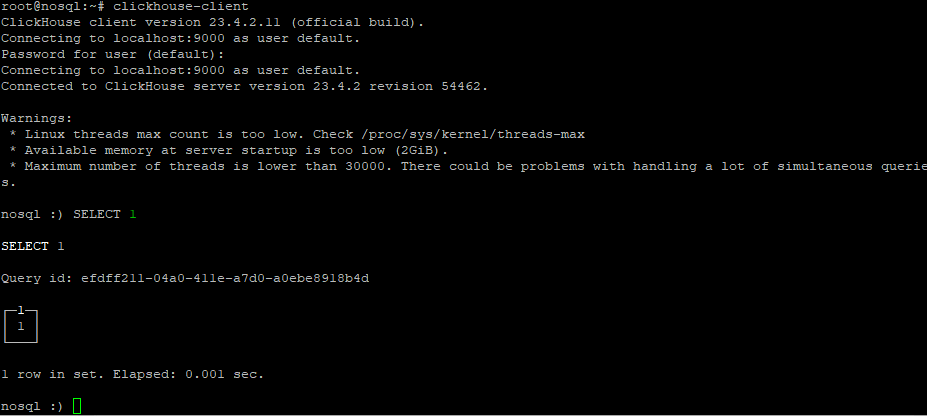 root@nosql:~# clickhouse-client
ClickHouse client version 23.4.2.11 (official build).
Connecting to localhost:9000 as user default.
Password for user (default):
Connecting to localhost:9000 as user default.
Connected to ClickHouse server version 23.4.2 revision 54462.
Warnings:
 * Linux threads max count is too low. Check /proc/sys/kernel/threads-max
 * Available memory at server startup is too low (2GiB).
 * Maximum number of threads is lower than 30000. There could be problems with handling a lot of simultaneous querie
s.
nosql :) SELECT 1
SELECT 1
Query id: efdff211-04a0-411e-a7d0-a0ebe8918b4d
┌─1─┐
│ 1 │
└───┘
1 row in set. Elapsed: 0.001 sec.
nosql :)